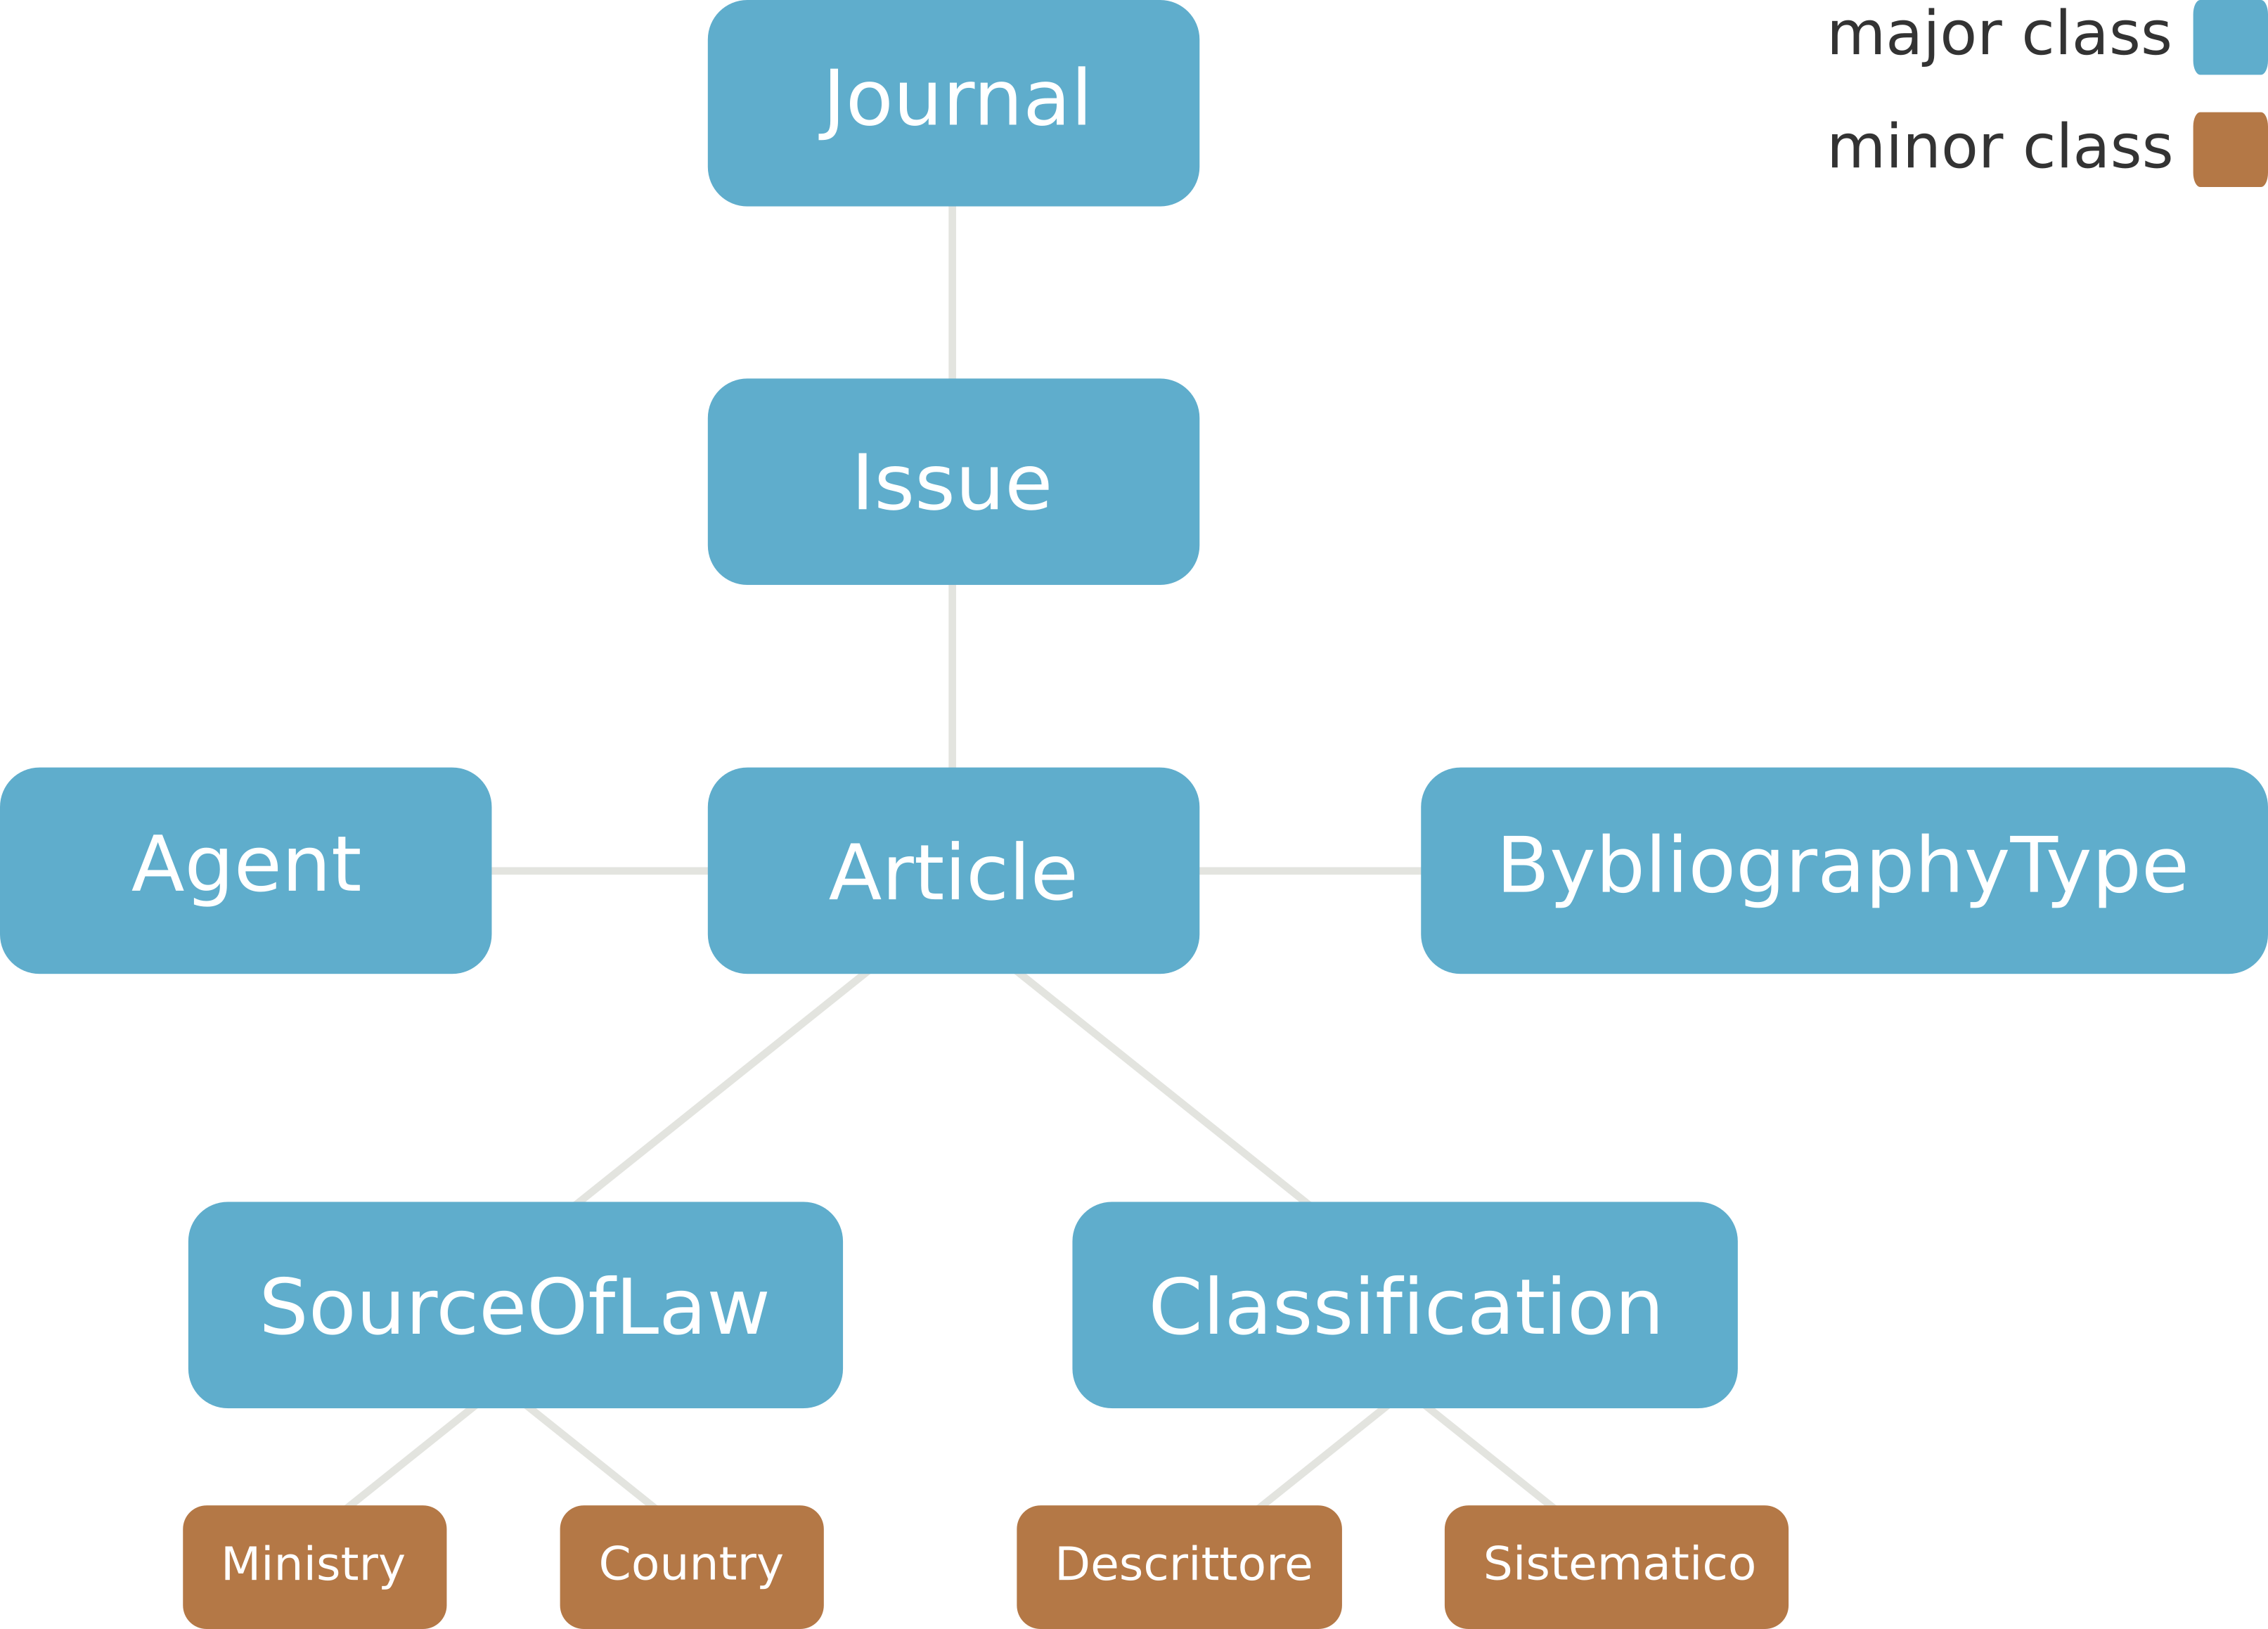 Journal
major class
minor class
Issue
Agent
Article
BybliographyType
SourceOfLaw
Classification
Ministry
Country
Descrittore
Sistematico